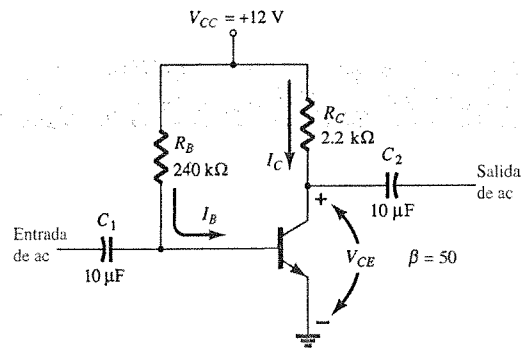 V_CC = +12 V
R_C
2.2 kΩ
R_B
240 kΩ
I_C
C_2
10 µF
Salida
de ac
+
I_B
C_1
10 µF
Entrada
de ac
V_CE
β = 50
−